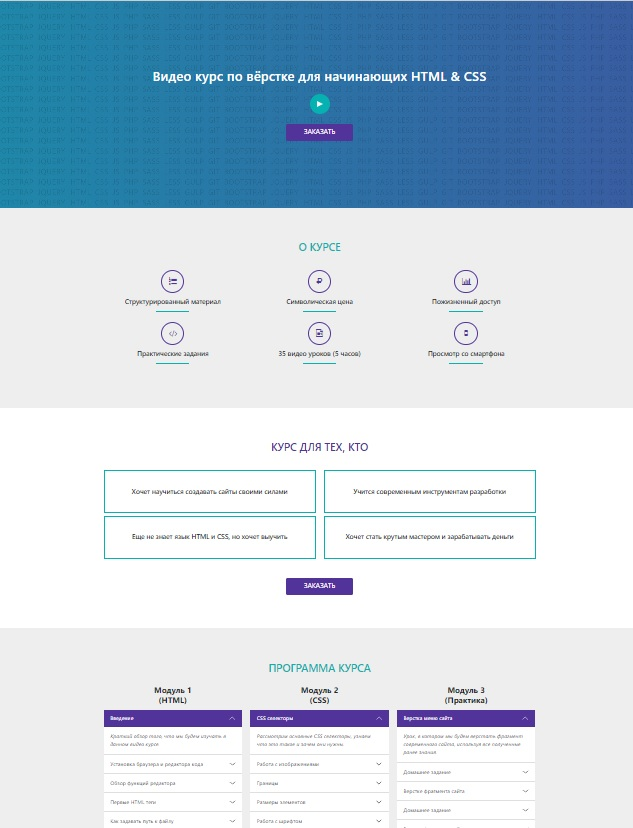 Видео курс по вёрстке для начинающих HTML & CSS
ЗАКАЗАТЬ
О КУРСЕ
Структурированный материал
Символическая цена
Пожизненный доступ
Практические задания
35 видео уроков (5 часов)
Просмотр со смартфона
КУРС ДЛЯ ТЕХ, КТО
Хочет научиться создавать сайты своими силами
Учится современным инструментам разработки
Еще не знает язык HTML и CSS, но хочет выучить
Хочет стать крутым мастером и зарабатывать деньги
ЗАКАЗАТЬ
ПРОГРАММА КУРСА
Модуль 1
(HTML)
Введение
Краткий обзор того, что мы будем изучать в
данном видео курсе
Установка браузера и редактора кода
Обзор функций редактора
Первые HTML теги
Как задавать путь к файлу
Модуль 2
(CSS)
CSS селекторы
Рассмотрим основные CSS селекторы, узнаем
что это такое и зачем они нужны
Работа с изображениями
Границы
Размеры элементов
Работа с шрифтом
Модуль 3
(Практика)
Верстка меню сайта
Урок, в котором мы будем верстать фрагмент
современного сайта, используя все полученные
ранее знания
Домашнее задание
Верстка фрагмента сайта
Домашнее задание